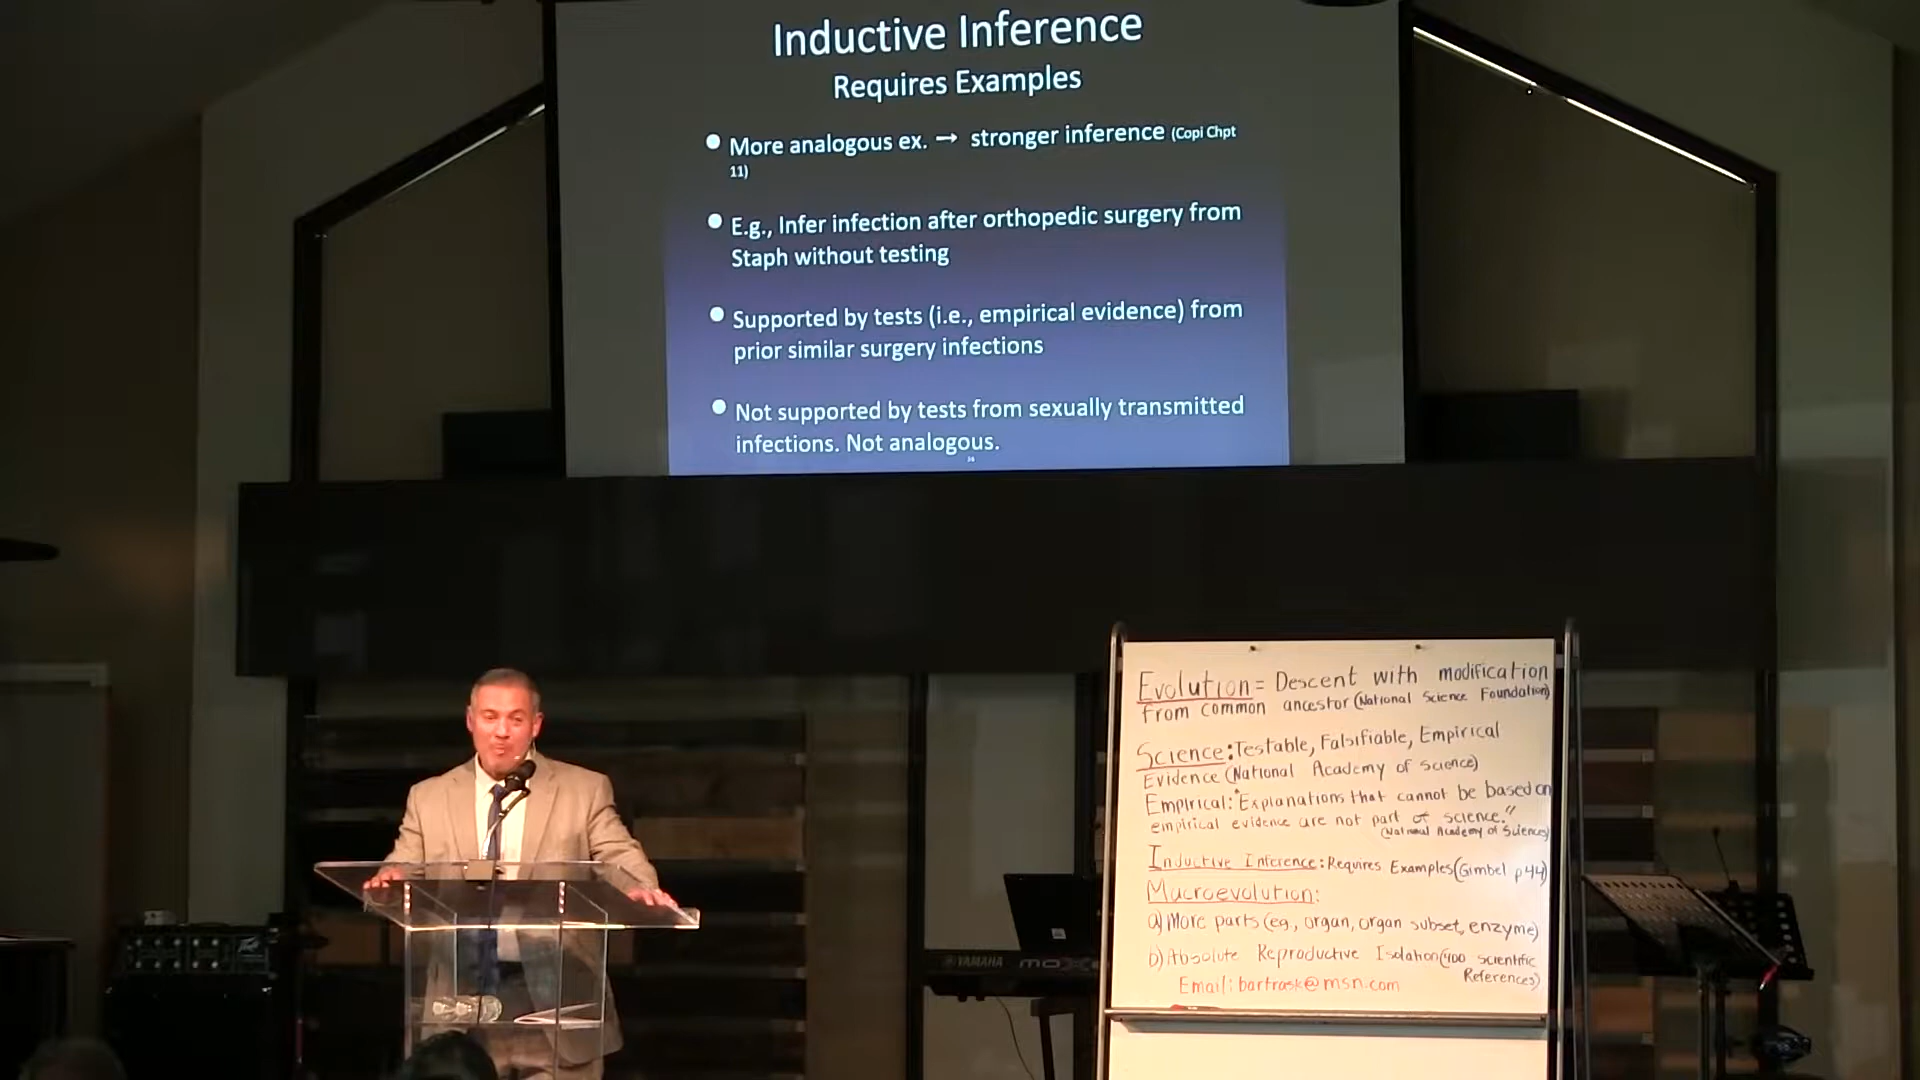 Inductive Inference
Requires Examples
● More analogous ex. → stronger inference (Copi Chpt
11)
● E.g., Infer infection after orthopedic surgery from
Staph without testing
● Supported by tests (i.e., empirical evidence) from
prior similar surgery infections
● Not supported by tests from sexually transmitted
infections. Not analogous.
Evolution = Descent with modification
from common ancestor (National Science Foundation)
Science: Testable, Falsifiable, Empirical
Evidence (National Academy of Science)
Empirical: "Explanations that cannot be based on
empirical evidence are not part of science."
(National Academy of Science)
Inductive Inference: Requires Examples (Gimbel p44)
Macroevolution:
a) More parts (eg., organ, organ subset, enzyme)
b) Absolute Reproductive Isolation (400 scientific
References)
Email: bartrask@msn.com
YAMAHA